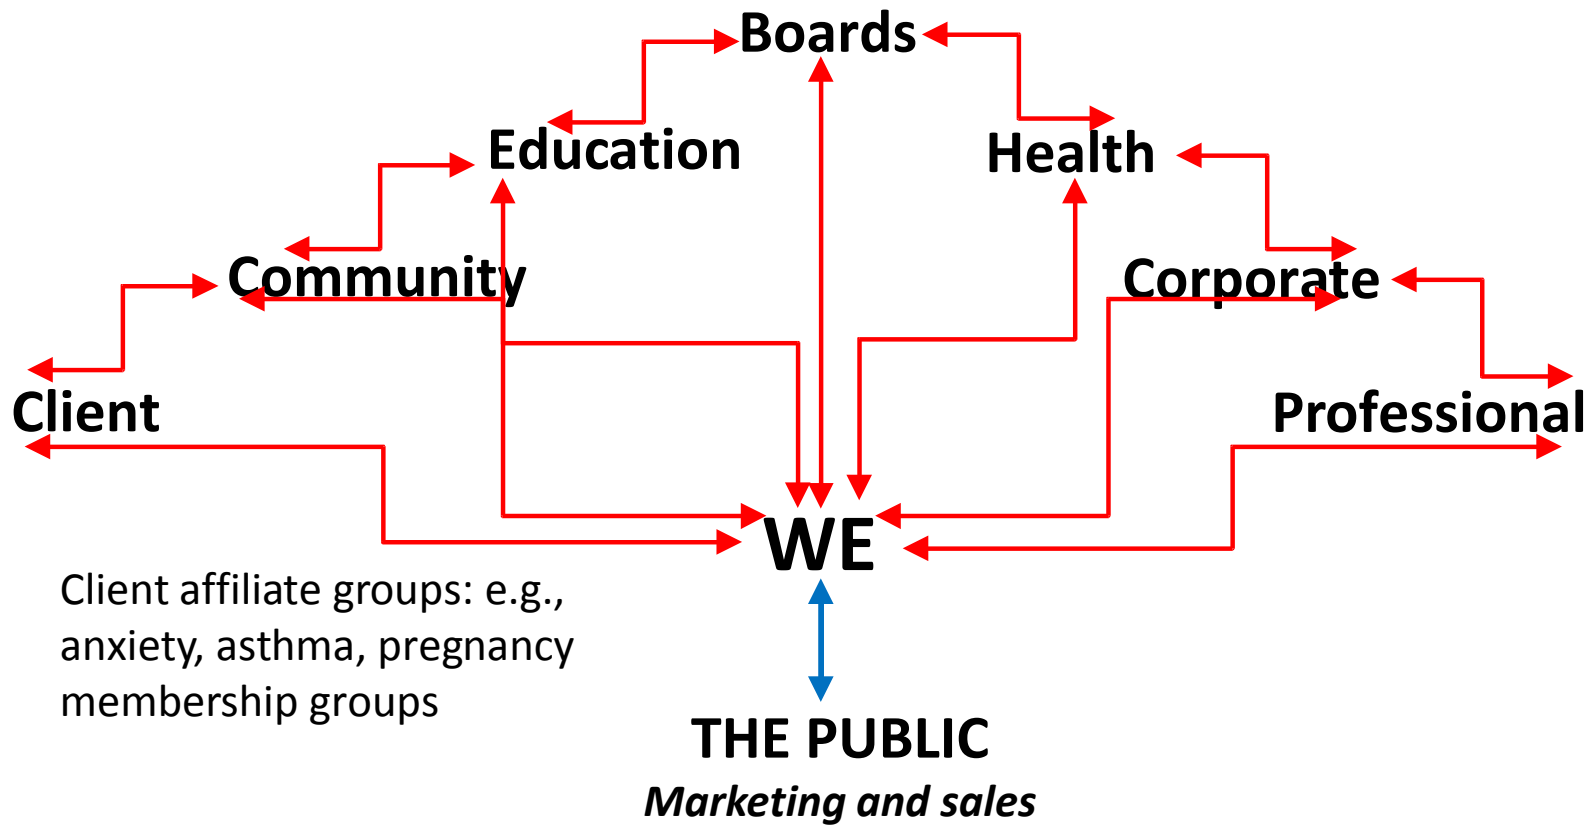 Boards
Education
Health
Community
Corporate
Client
Professional
WE
Client affiliate groups: e.g.,
anxiety, asthma, pregnancy
membership groups
THE PUBLIC
Marketing and sales